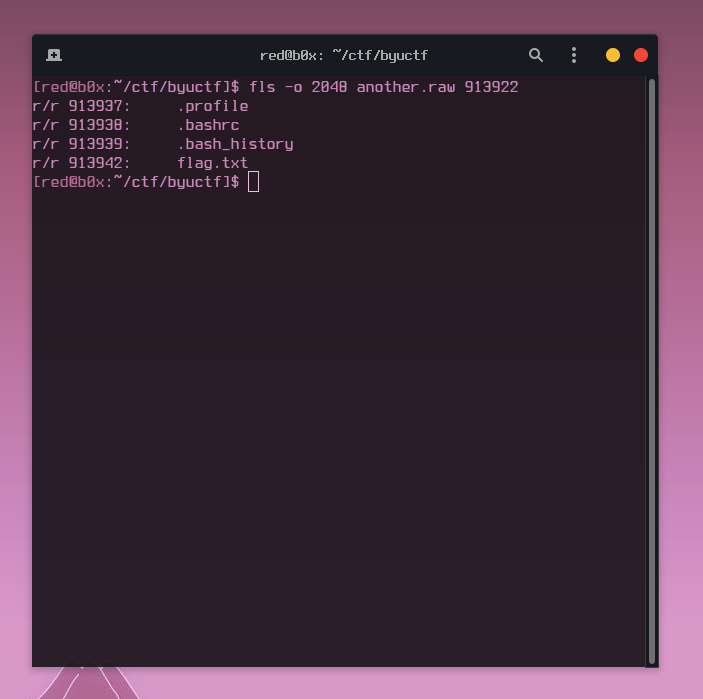 red@b0x: ~/ctf/byuctf
[red@b0x:~/ctf/byuctf]$ fls -o 2048 another.raw 913922
r/r 913937:     .profile
r/r 913938:     .bashrc
r/r 913939:     .bash_history
r/r 913942:     flag.txt
[red@b0x:~/ctf/byuctf]$